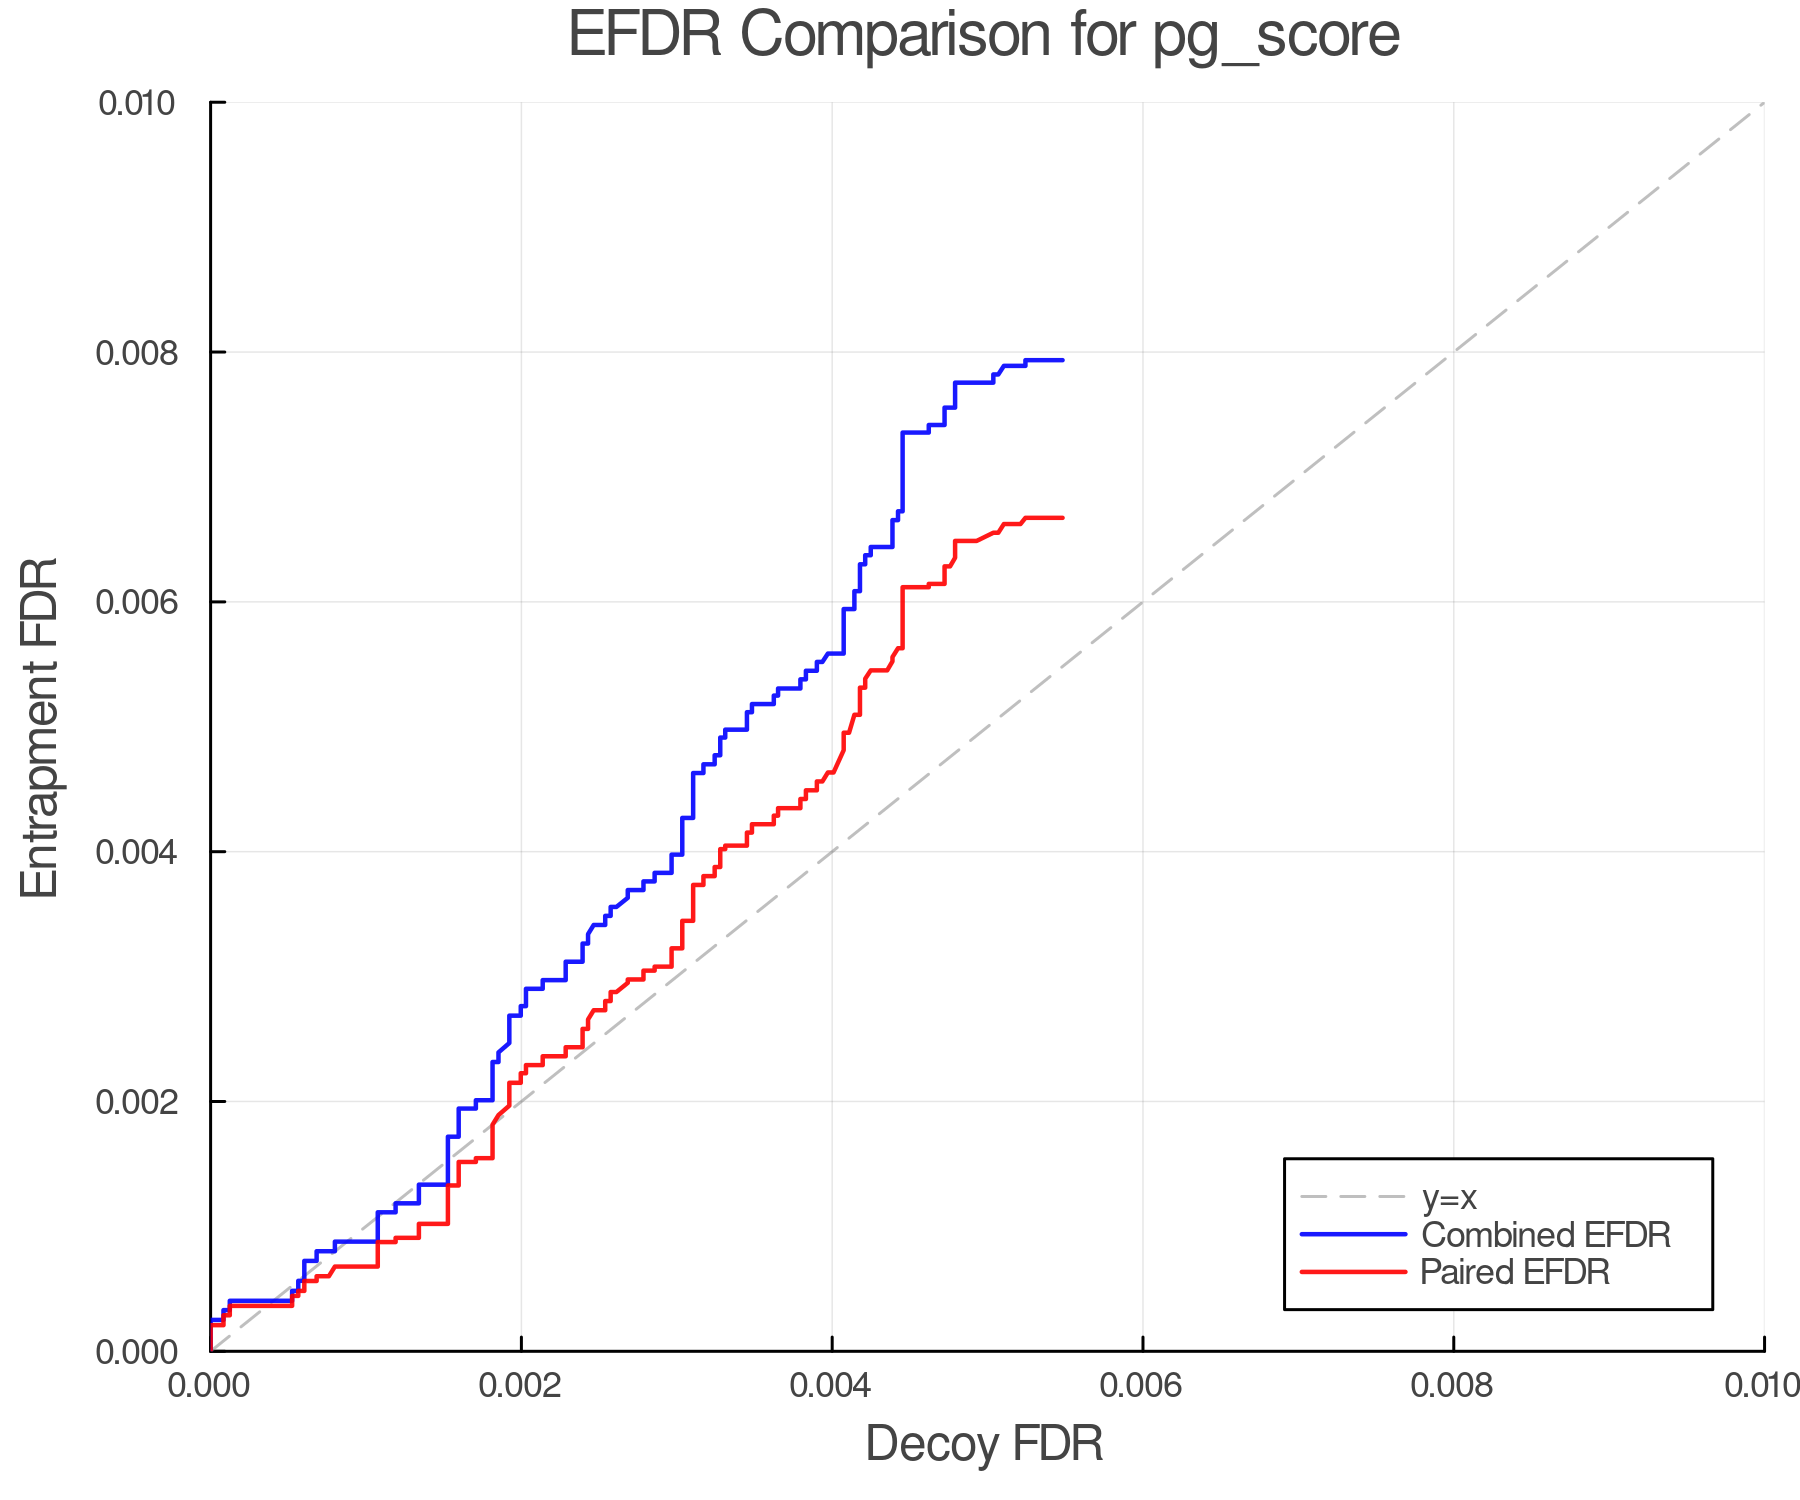 EFDR Comparison for pg_score
0.010
0.008
0.006
0.004
0.002
0.000
Entrapment FDR
y=x
Combined EFDR
Paired EFDR
0.000 0.002 0.004 0.006 0.008 0.010
Decoy FDR